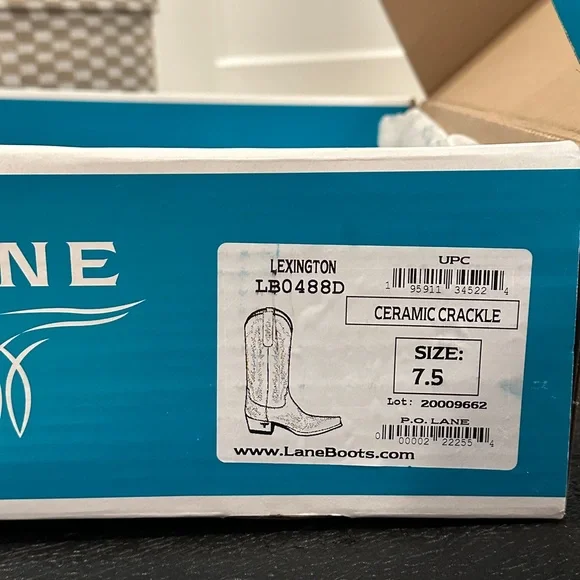 NE
LEXINGTON
LB0488D
UPC
1 95911 34522 4
CERAMIC CRACKLE
SIZE:
7.5
Lot: 20009662
P.O. LANE
0 00002 22255 4
www.LaneBoots.com